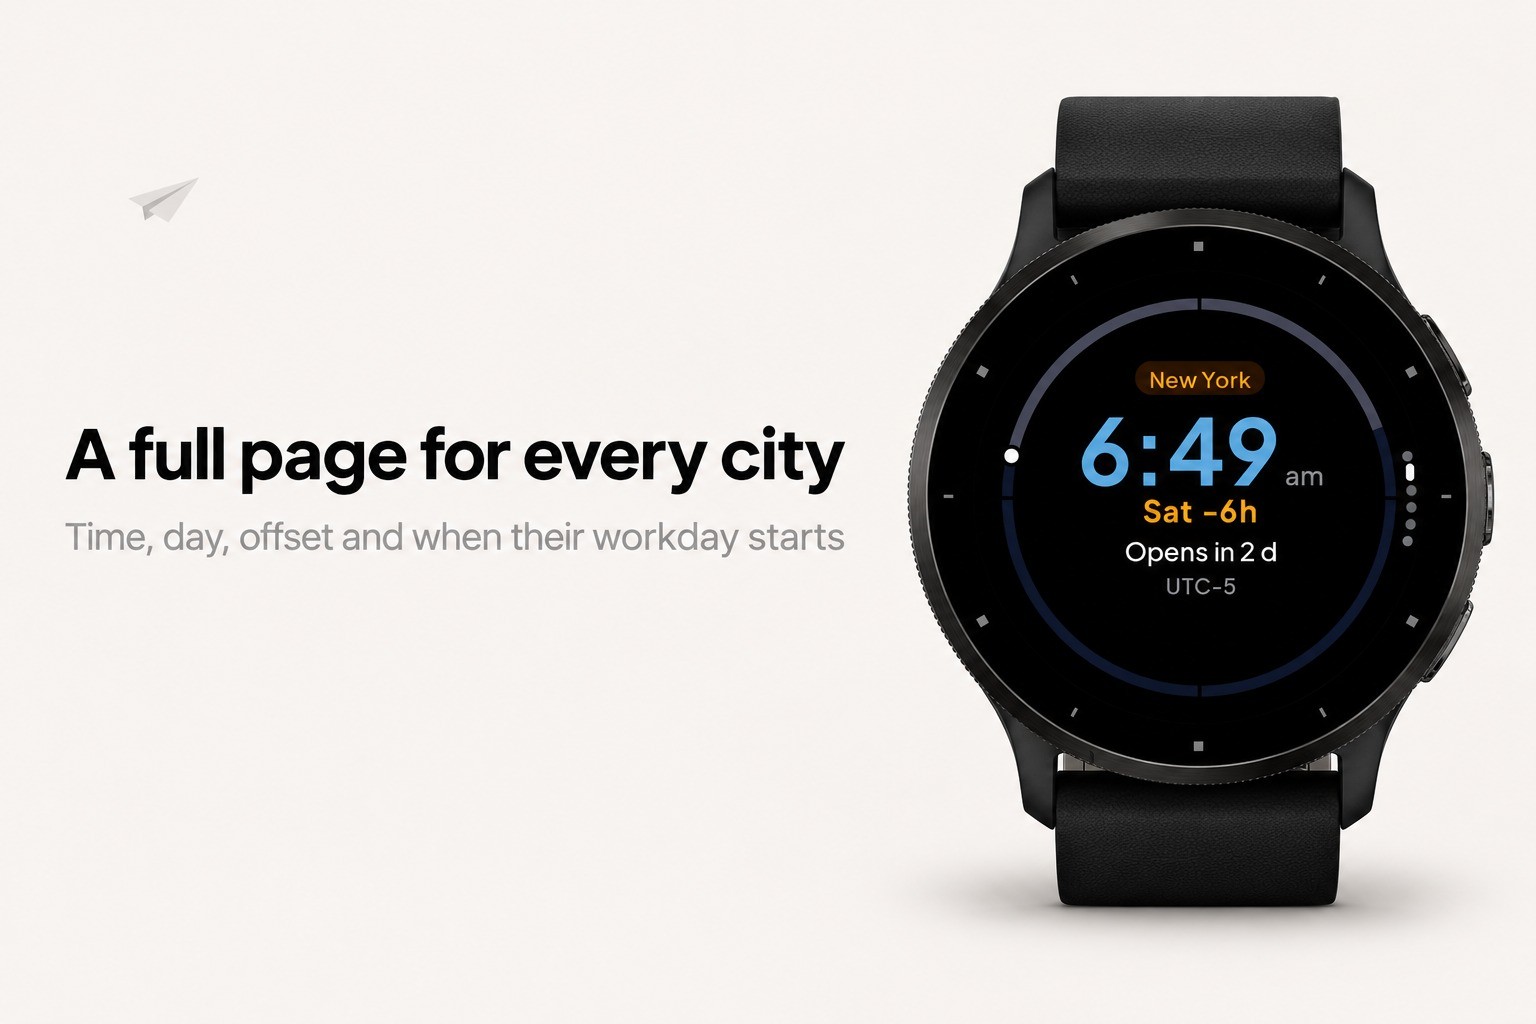 A full page for every city
Time, day, offset and when their workday starts
New York
6:49 am
Sat -6h
Opens in 2 d
UTC-5